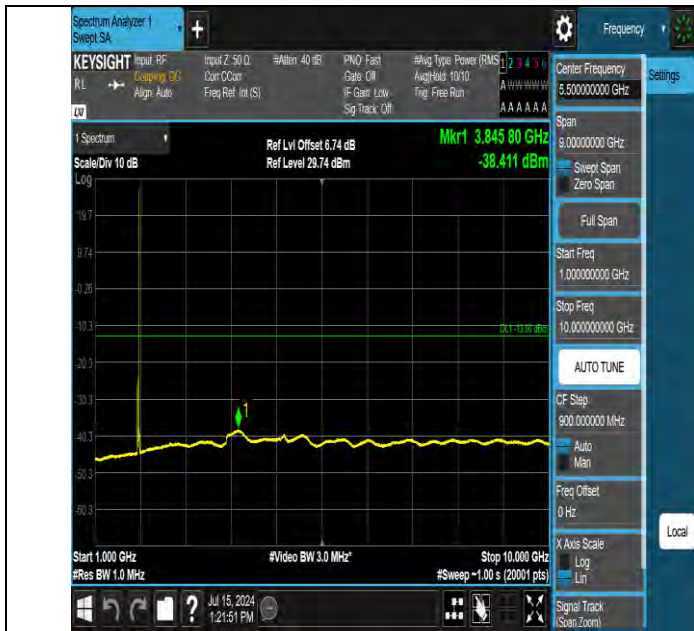 Spectrum Analyzer 1
Swept SA
+
Frequency
KEYSIGHT
RL
Input: RF
Coupling: DC
Align: Auto
Input Z: 50 Ω
Corr CCorr
Freq Ref: Int (S)
#Atten: 40 dB
PNO: Fast
Gate: Off
IF Gain: Low
Sig Track: Off
#Avg Type: Power (RMS
Avg|Hold: 10/10
Trig: Free Run
1 2 3 4 5 6
A W W W W W
A A A A A A
LXI
1 Spectrum
Scale/Div 10 dB
Ref Lvl Offset 6.74 dB
Ref Level 29.74 dBm
Mkr1 3.845 80 GHz
-38.411 dBm
Log
19.7
9.74
-0.26
-10.3
DL1 -13.00 dBm
-20.3
-30.3
1
-40.3
-50.3
-60.3
Start 1.000 GHz
#Video BW 3.0 MHz*
Stop 10.000 GHz
#Res BW 1.0 MHz
#Sweep ~1.00 s (20001 pts)
?
Jul 15, 2024
1:21:51 PM
Center Frequency
5.500000000 GHz
Settings
Span
9.00000000 GHz
Swept Span
Zero Span
Full Span
Start Freq
1.000000000 GHz
Stop Freq
10.000000000 GHz
AUTO TUNE
CF Step
900.000000 MHz
Auto
Man
Freq Offset
0 Hz
X Axis Scale
Log
Lin
Signal Track
(Span Zoom)
Local